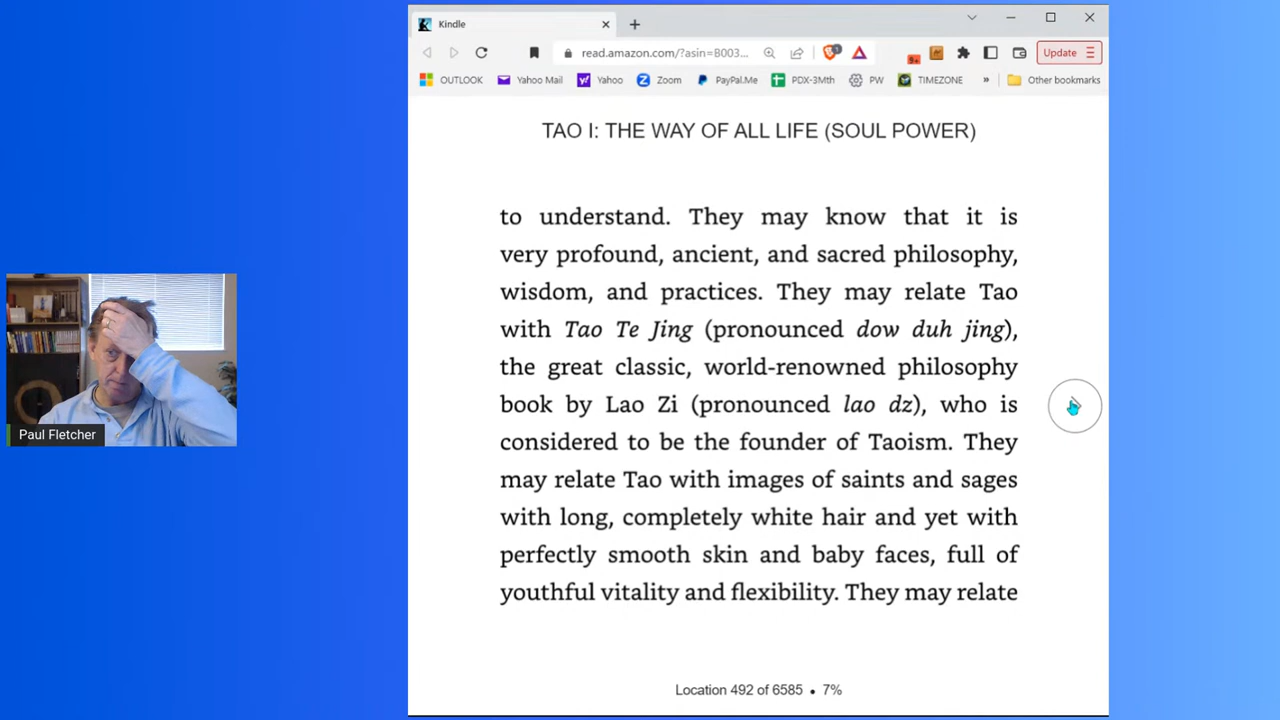 Kindle
read.amazon.com/?asin=B003...
9+
Update
OUTLOOK
Yahoo Mail
Yahoo
Zoom
PayPal.Me
PDX-3Mth
PW
TIMEZONE
»
Other bookmarks
TAO I: THE WAY OF ALL LIFE (SOUL POWER)
to understand. They may know that it is
very profound, ancient, and sacred philosophy,
wisdom, and practices. They may relate Tao
with Tao Te Jing (pronounced dow duh jing),
the great classic, world-renowned philosophy
book by Lao Zi (pronounced lao dz), who is
considered to be the founder of Taoism. They
may relate Tao with images of saints and sages
with long, completely white hair and yet with
perfectly smooth skin and baby faces, full of
youthful vitality and flexibility. They may relate
Location 492 of 6585 • 7%
Paul Fletcher